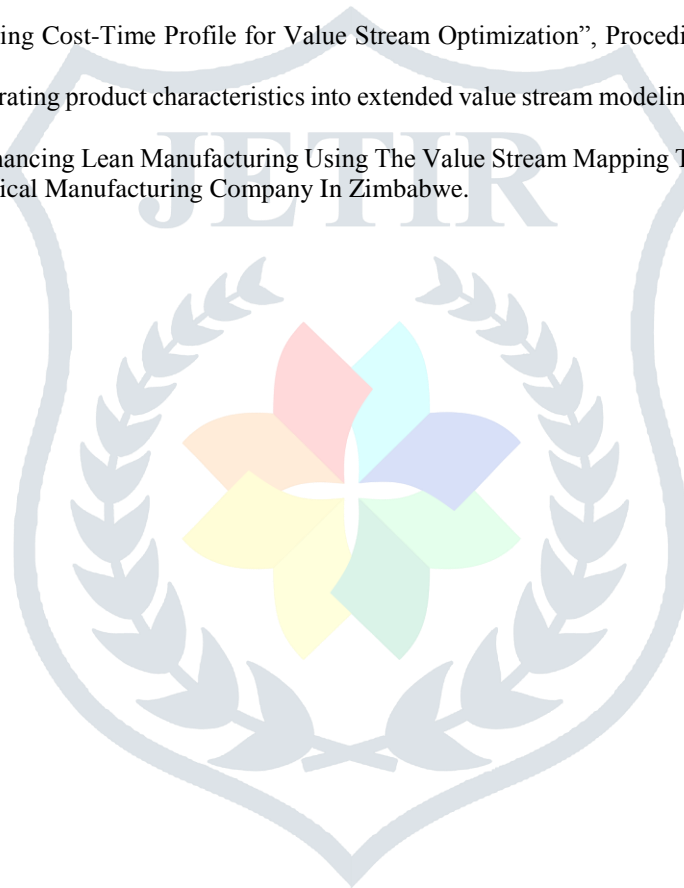 ing Cost-Time Profile for Value Stream Optimization”, Procedi
rating product characteristics into extended value stream modelin
nancing Lean Manufacturing Using The Value Stream Mapping T
ical Manufacturing Company In Zimbabwe.
JETIR